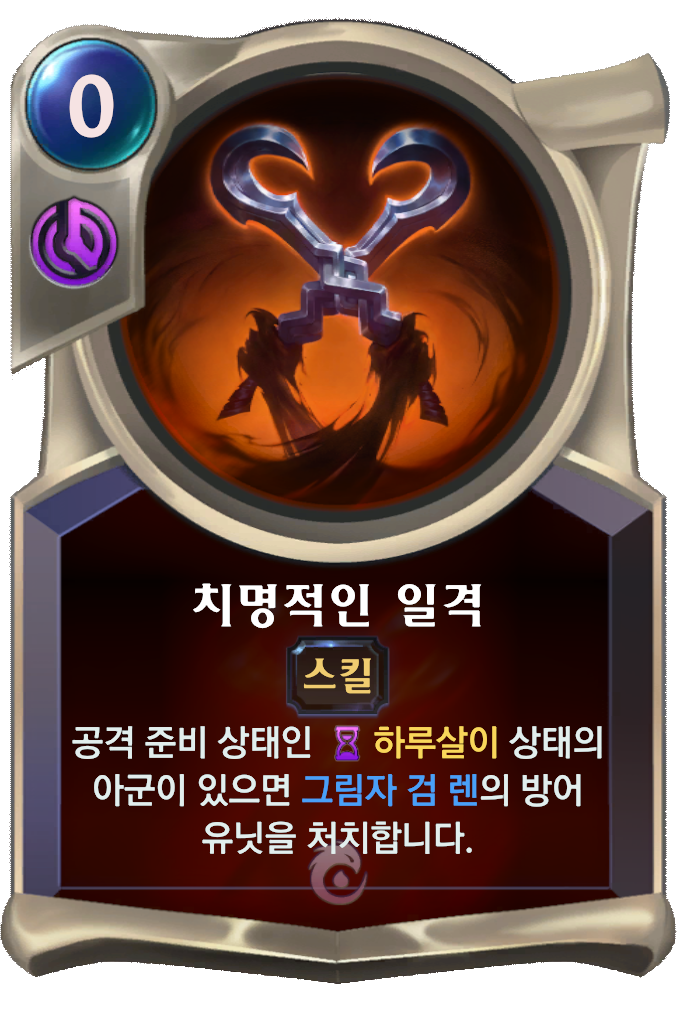 0
치명적인 일격
스킬
공격 준비 상태인 하루살이 상태의
아군이 있으면 그림자 검 렌의 방어
유닛을 처치합니다.